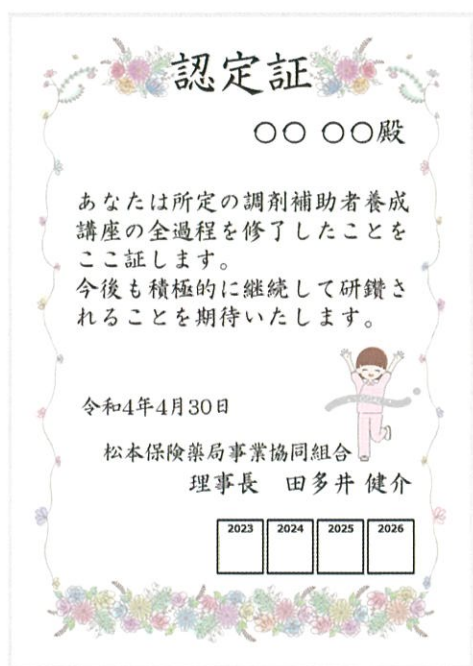 認定証
〇〇 〇〇殿
あなたは所定の調剤補助者養成
講座の全過程を修了したことを
ここ証します。
今後も積極的に継続して研鑽さ
れることを期待いたします。
令和4年4月30日
松本保険薬局事業協同組合
理事長 田多井 健介
2023 2024 2025 2026